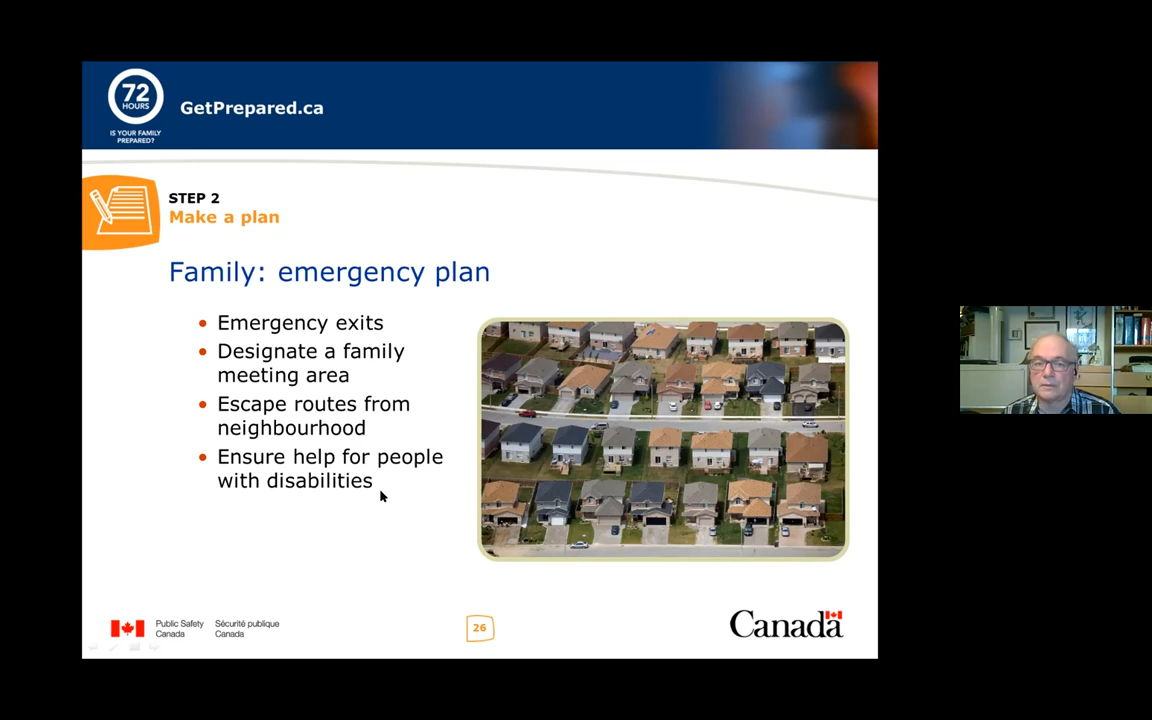 72
HOURS
IS YOUR FAMILY
PREPARED?
GetPrepared.ca
STEP 2
Make a plan
Family: emergency plan
• Emergency exits
• Designate a family
meeting area
• Escape routes from
neighbourhood
• Ensure help for people
with disabilities
Public Safety
Canada
Sécurité publique
Canada
26
Canada